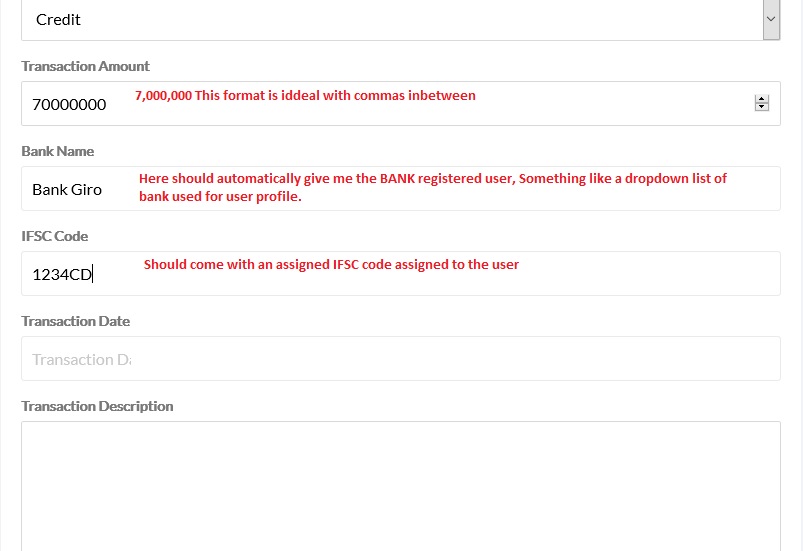 Credit
Transaction Amount
70000000
7,000,000 This format is iddeal with commas inbetween
Bank Name
Bank Giro
Here should automatically give me the BANK registered user, Something like a dropdown list of
bank used for user profile.
IFSC Code
1234CD
Should come with an assigned IFSC code assigned to the user
Transaction Date
Transaction Da
Transaction Description